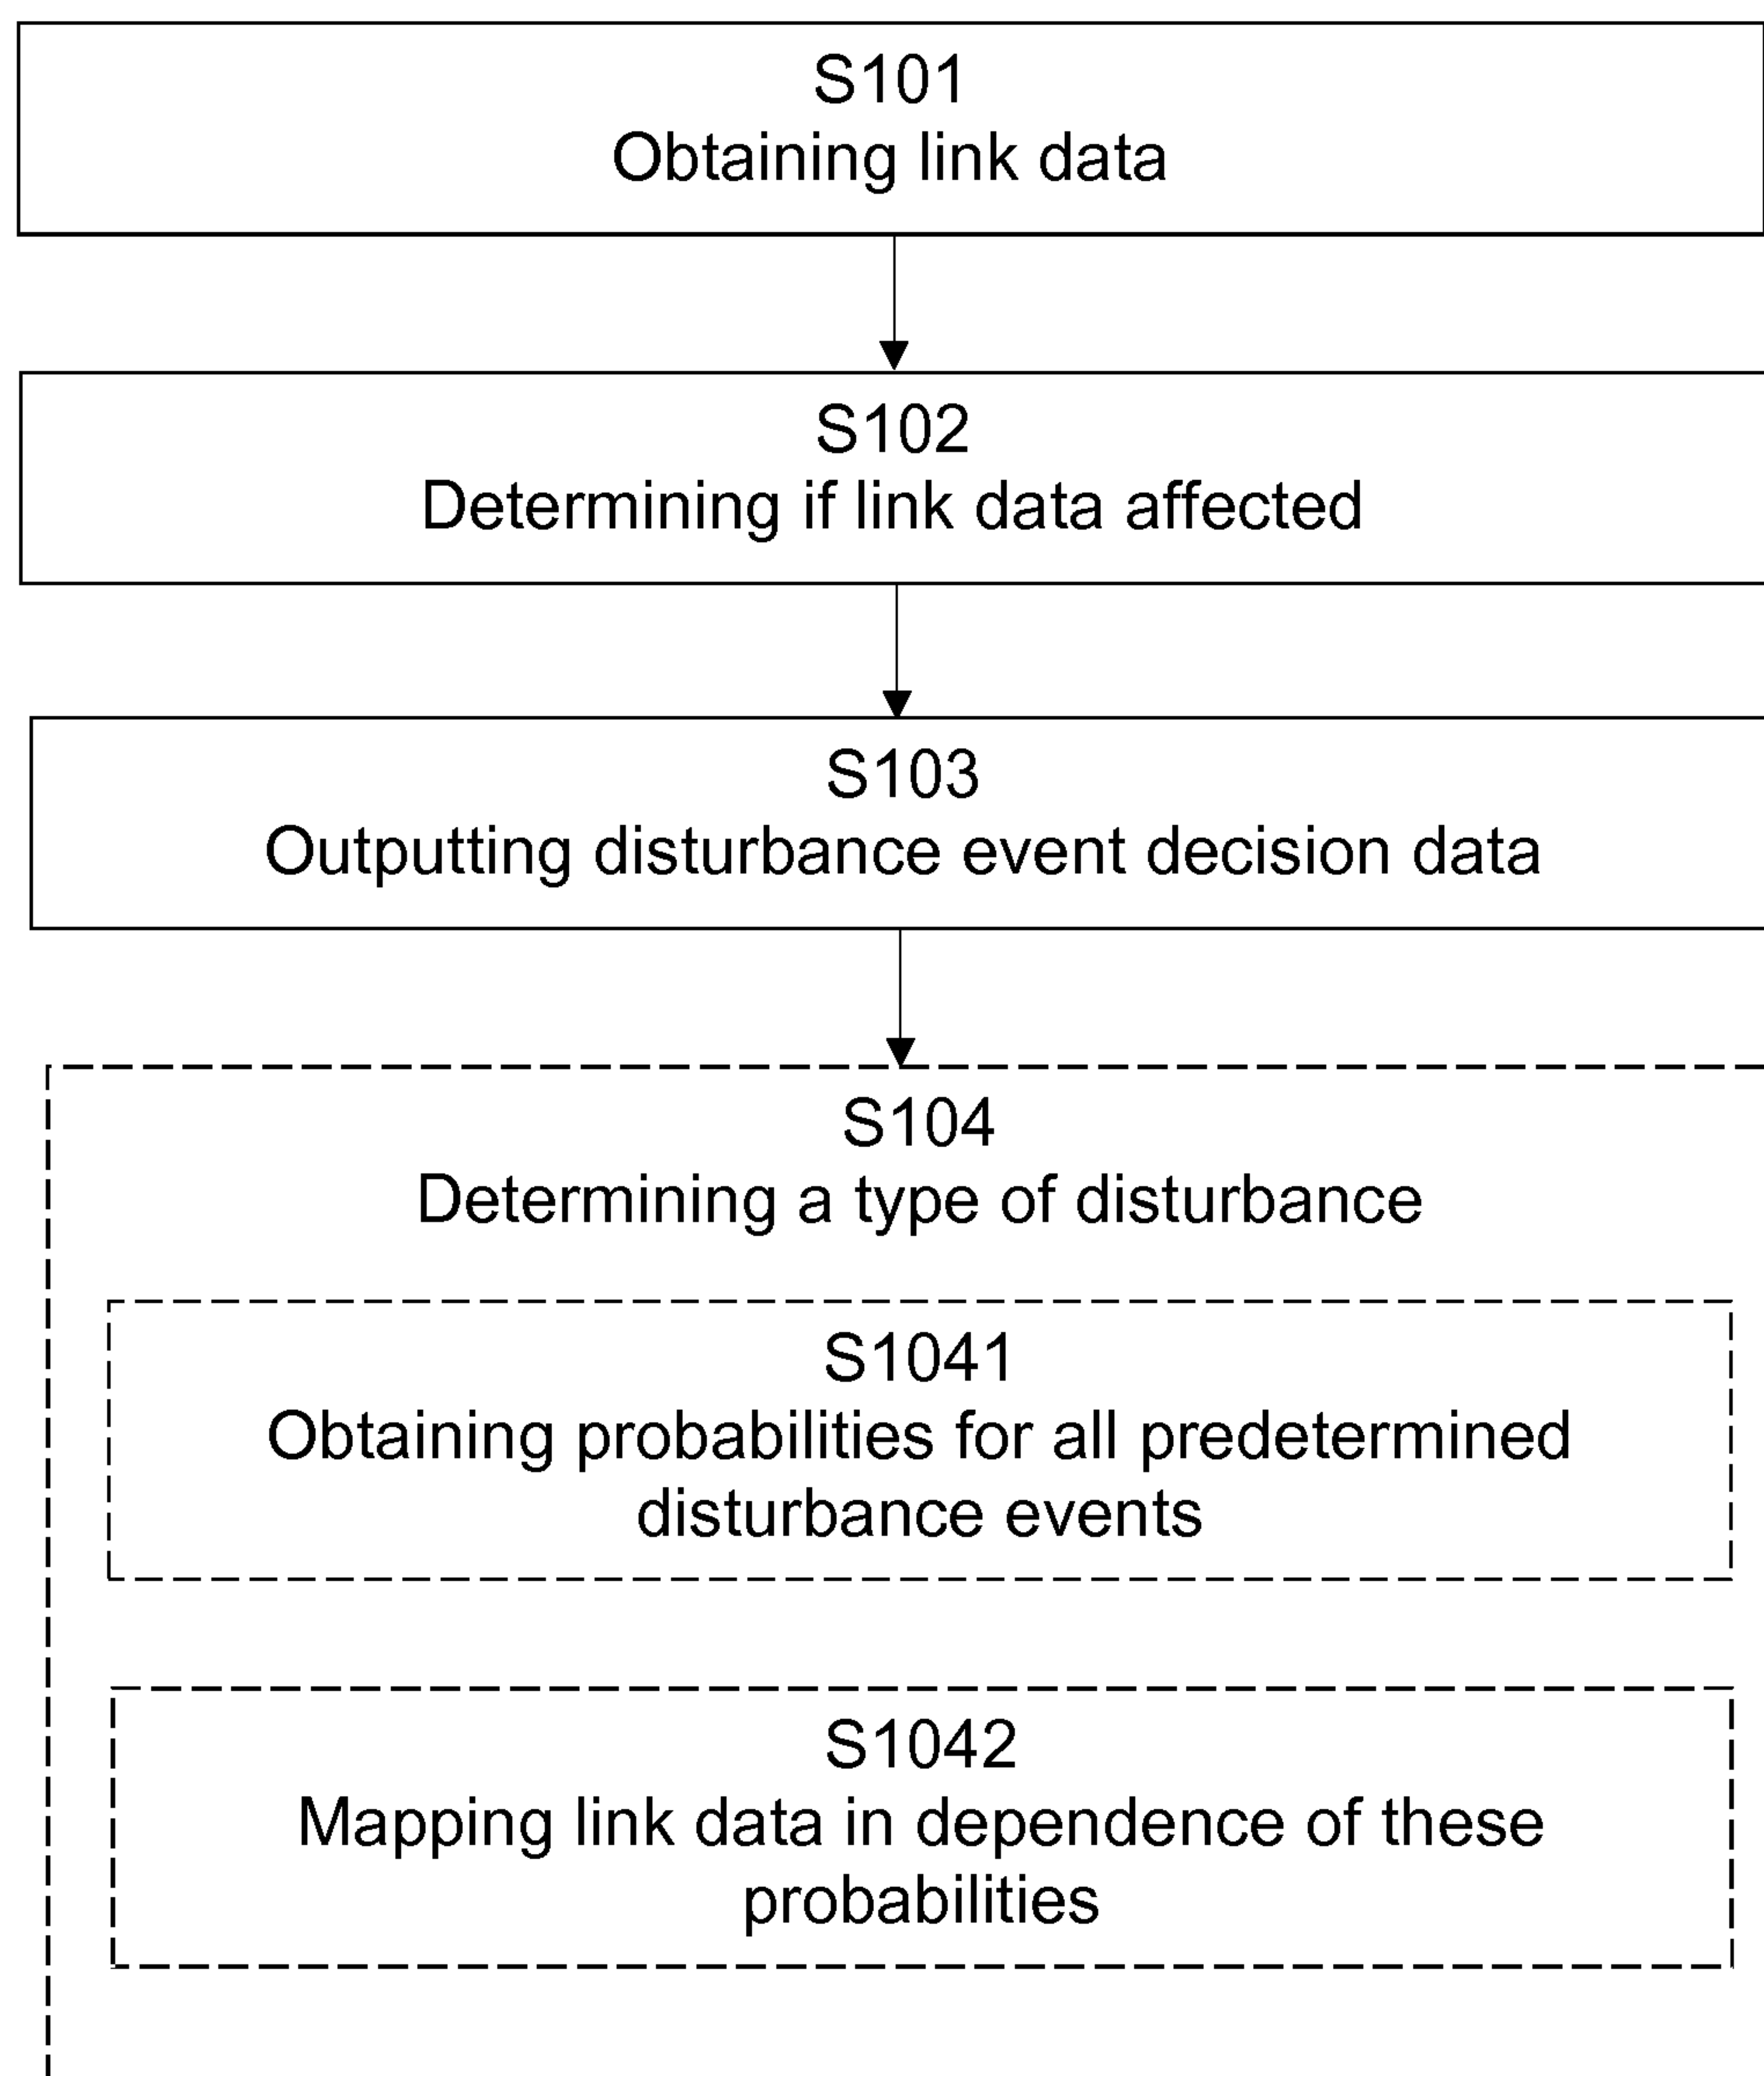 S101
Obtaining link data
S102
Determining if link data affected
S103
Outputting disturbance event decision data
S104
Determining a type of disturbance
S1041
Obtaining probabilities for all predetermined
disturbance events
S1042
Mapping link data in dependence of these
probabilities